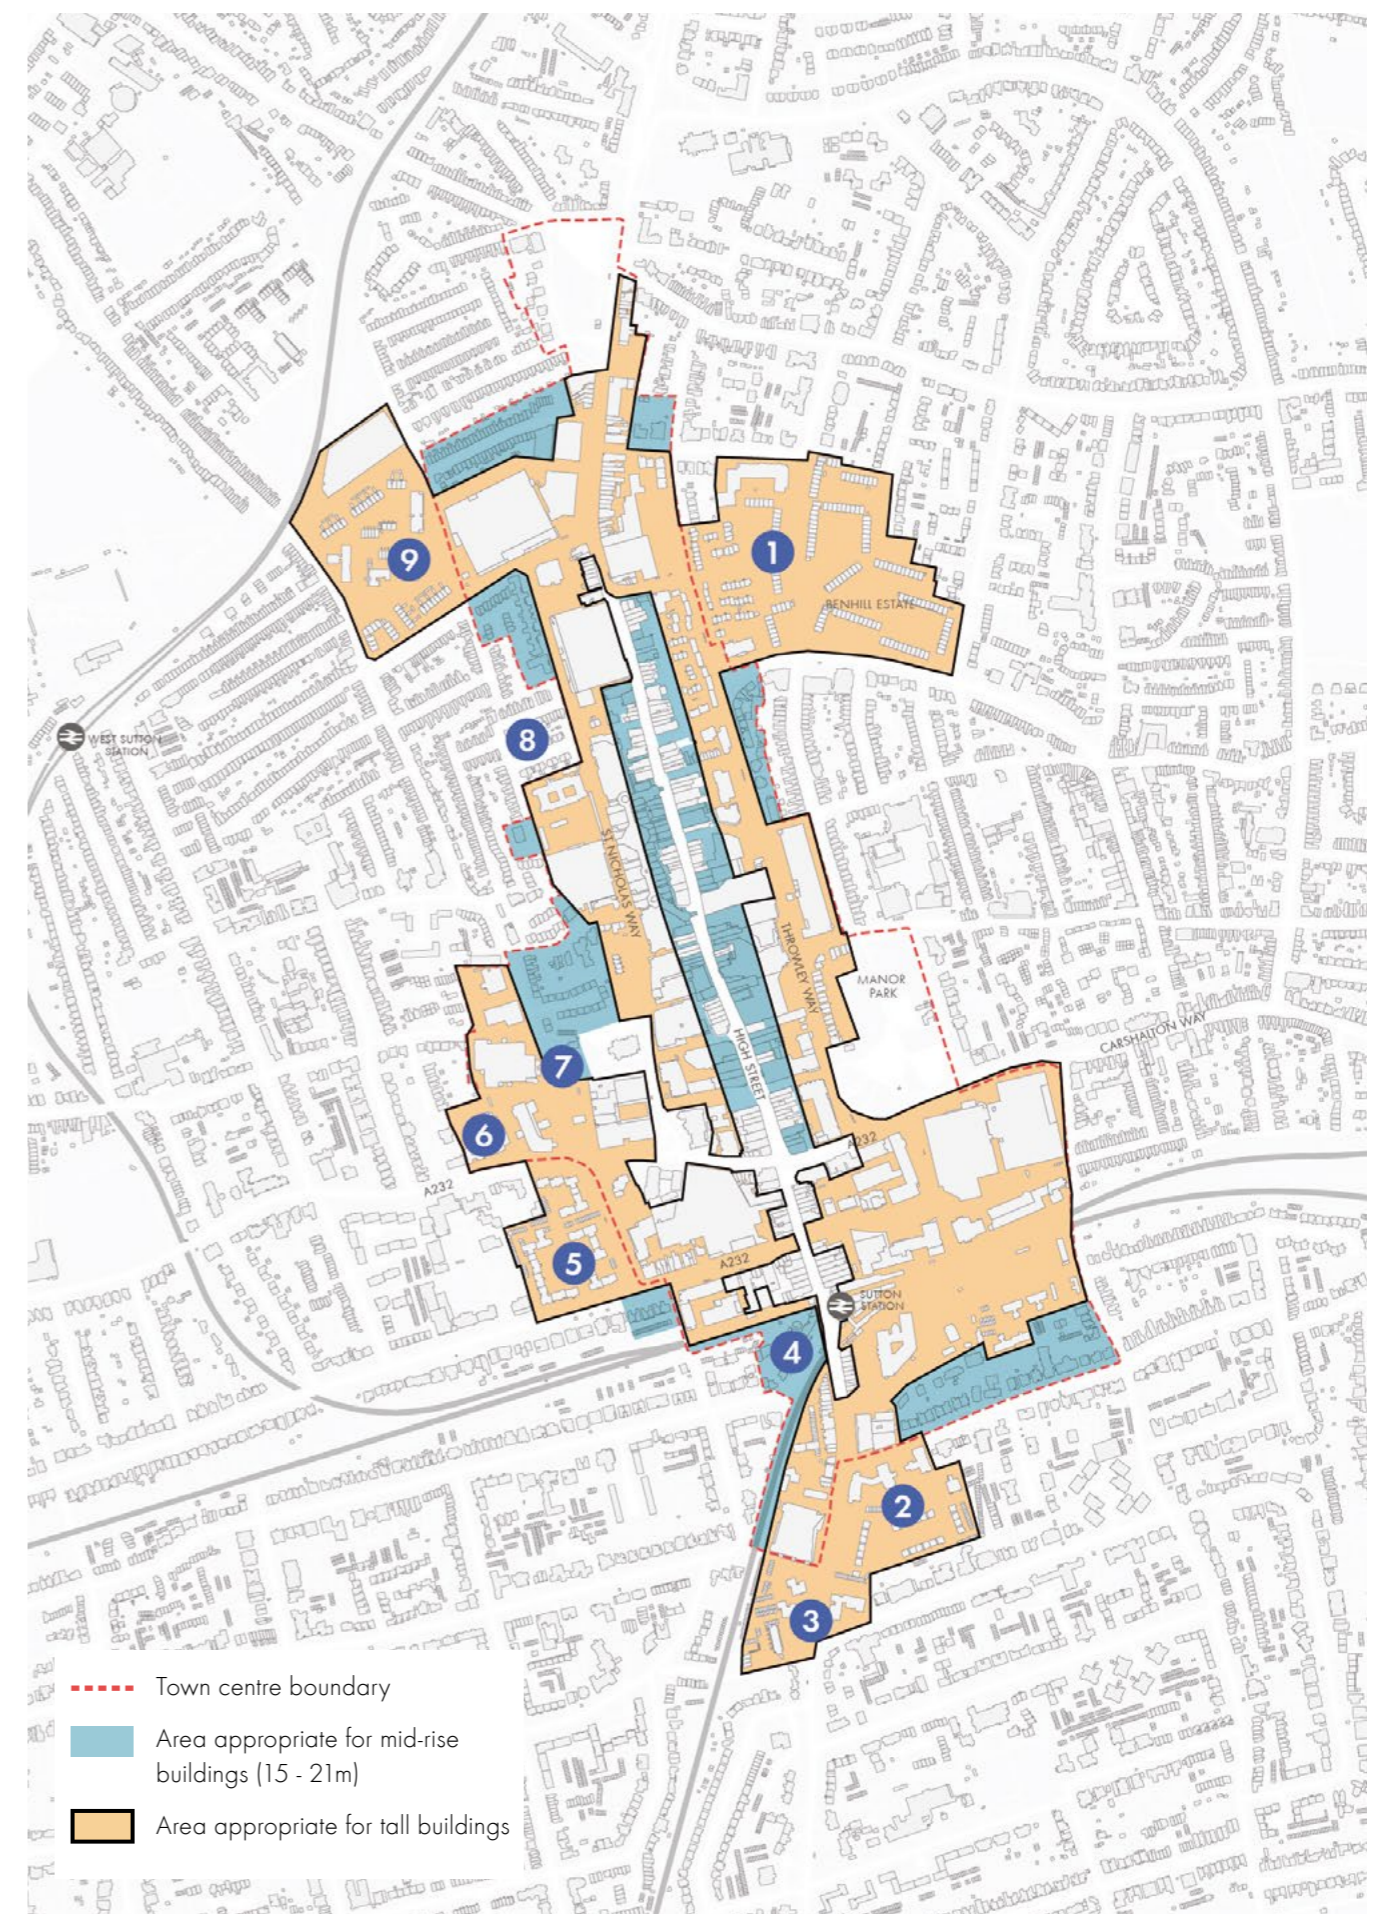 9
1
BENHILL ESTATE
WEST SUTTON
STATION
8
ST NICHOLAS WAY
THROWLEY WAY
MANOR
PARK
CARSHALTON WAY
HIGH STREET
7
6
A232
A232
5
A232
SUTTON
STATION
4
2
3
Town centre boundary
Area appropriate for mid-rise
buildings (15 - 21m)
Area appropriate for tall buildings